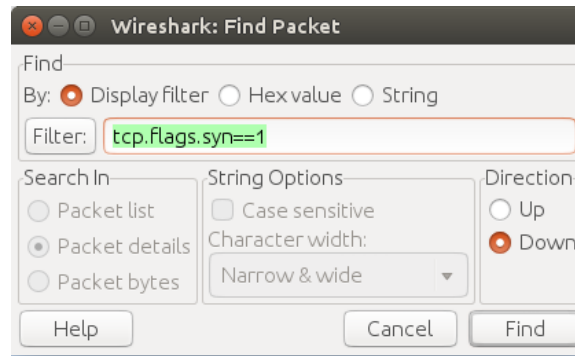 Wireshark: Find Packet
Find
By: Display filter Hex value String
Filter: tcp.flags.syn==1
Search In String Options Direction
Packet list Case sensitive Up
Packet details Character width: Down
Packet bytes Narrow & wide
Help Cancel Find